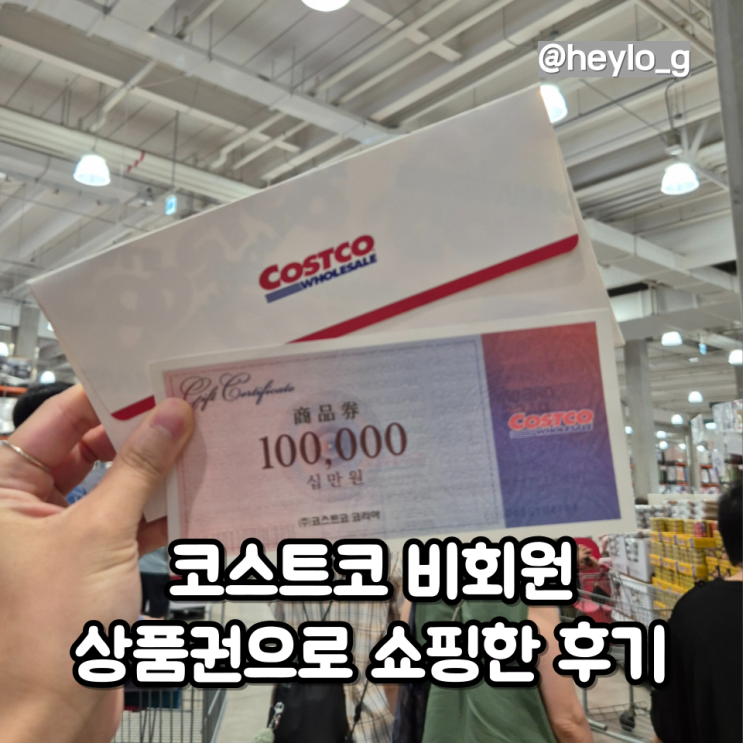 @heylo_g
COSTCO
WHOLESALE
Gift Certificate
商品券
100,000
십만원
COSTCO
WHOLESALE
(주)코스트코 코리아
코스트코 비회원
상품권으로 쇼핑한 후기